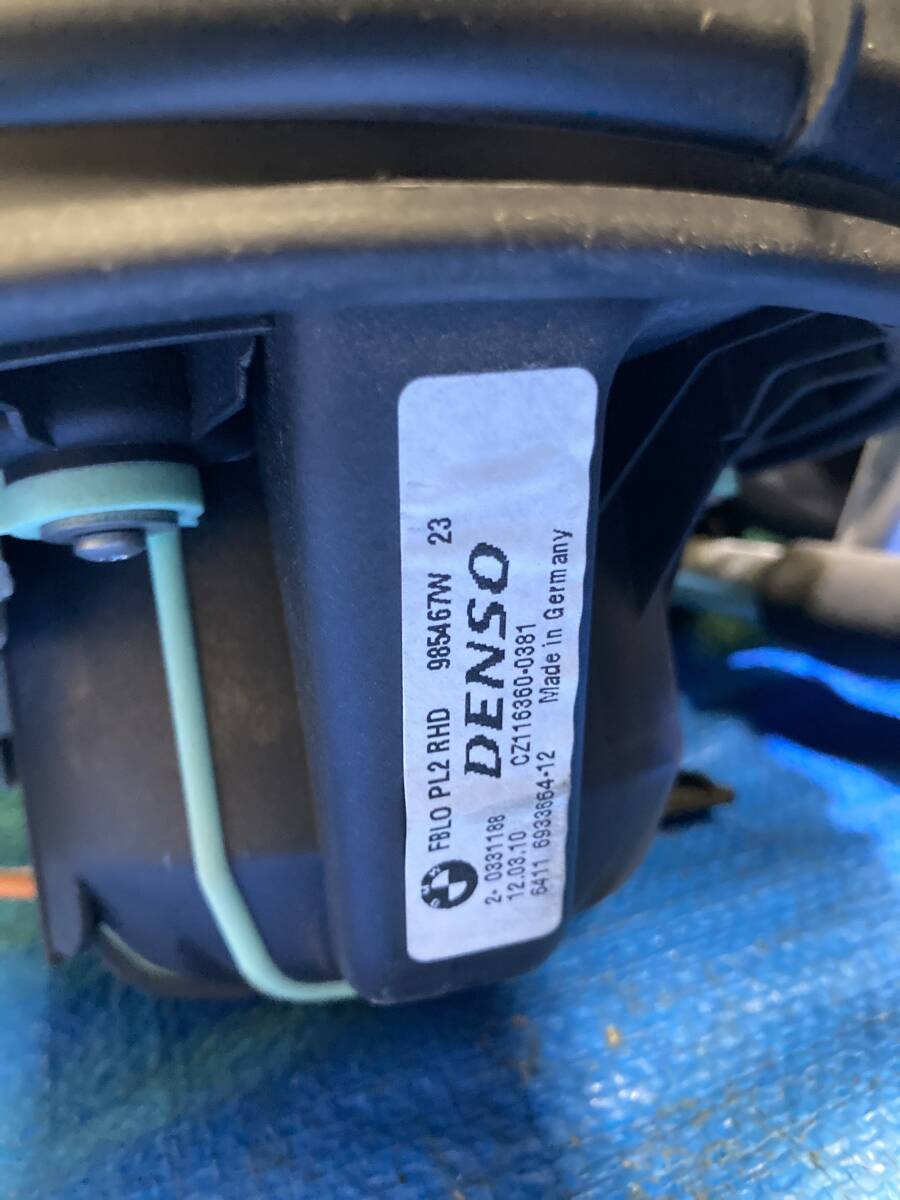 FBLO PL2 RHD 985467W 23
DENSO
2- 0331188
12.03.10 CZ116360-0381
6411 6933664-12 Made in Germany